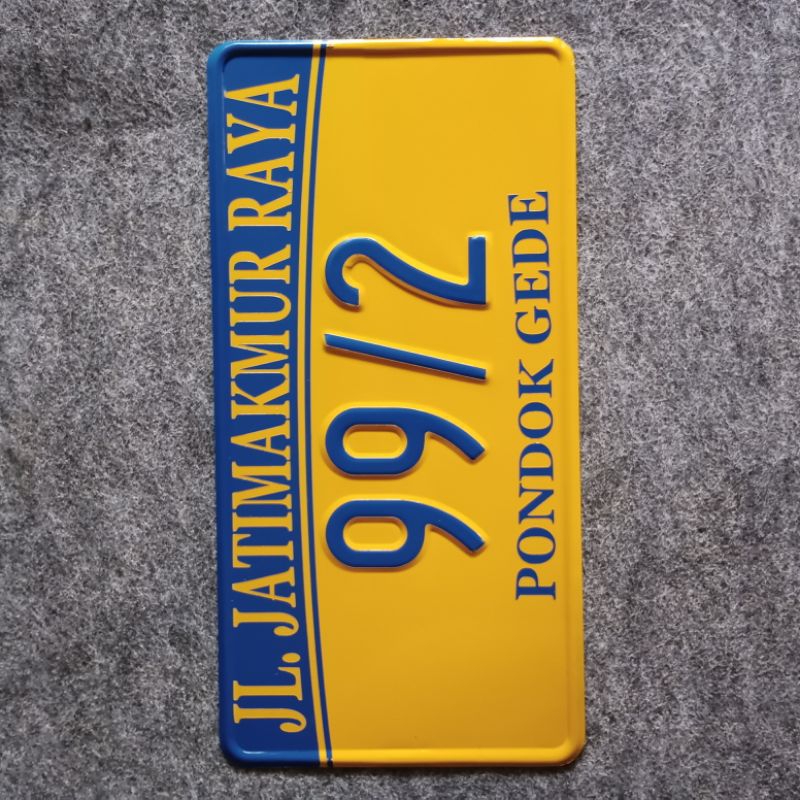 JL. JATIMAKMUR RAYA
99/2
PONDOK GEDE